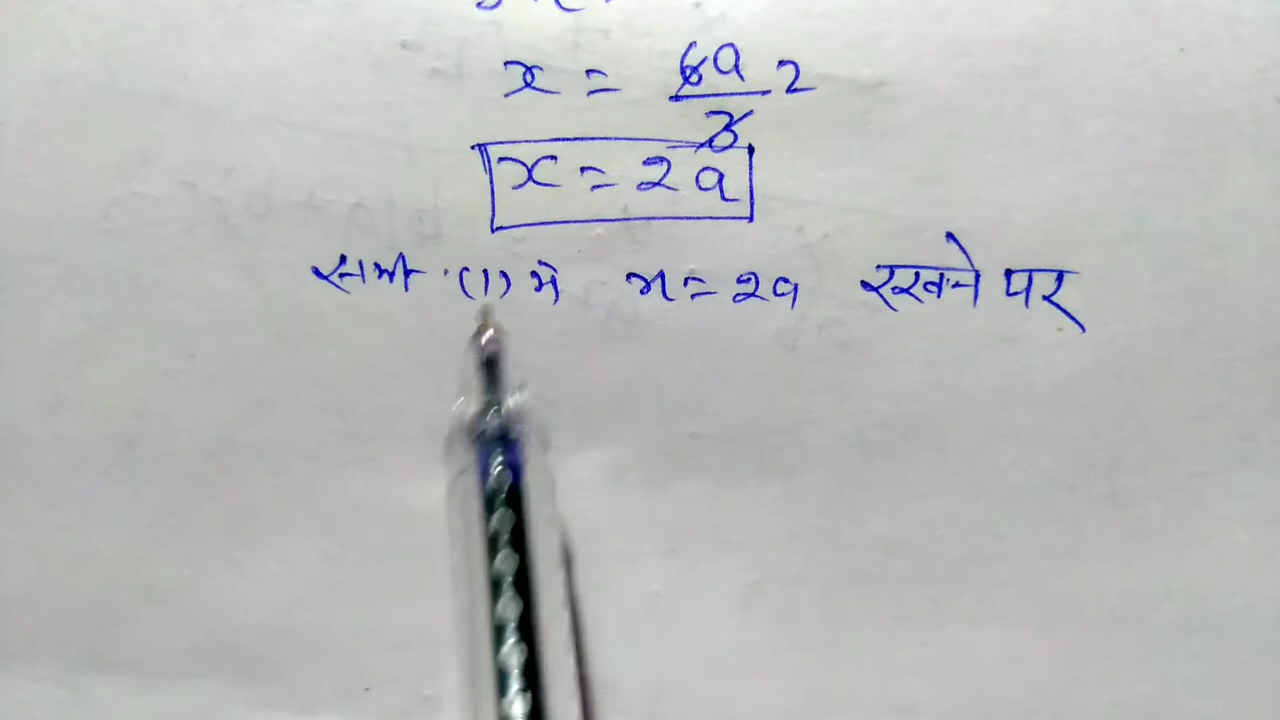 x = 6a/3 2
x = 2a
समी (1) में x = 2a रखने पर